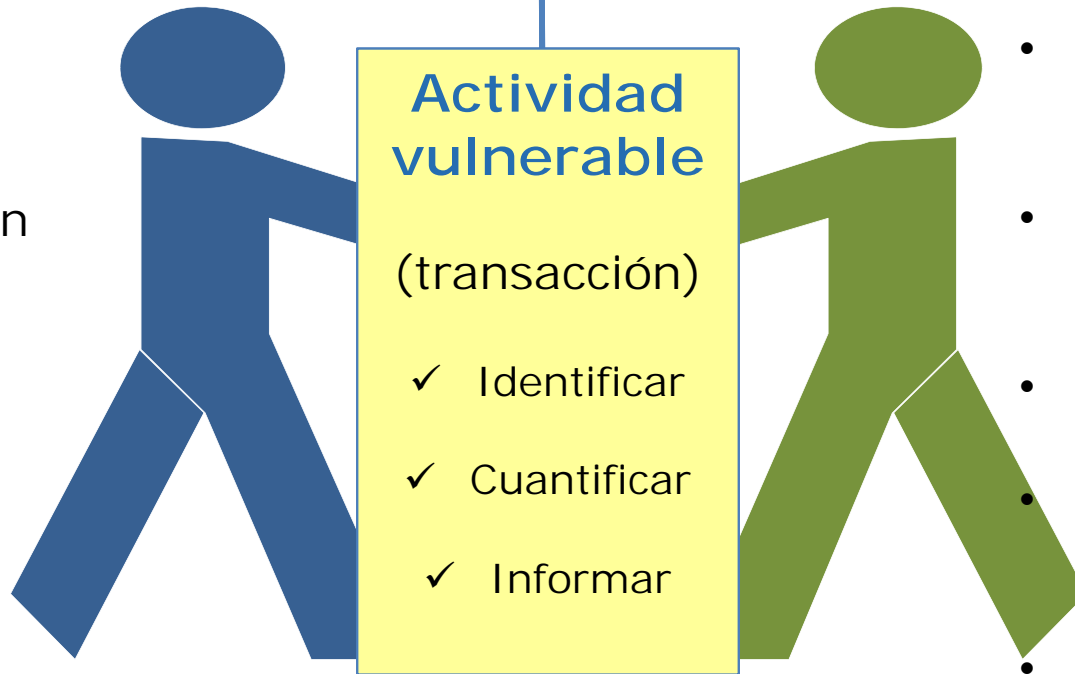 Actividad
vulnerable
n
(transacción)
✓ Identificar
✓ Cuantificar
✓ Informar